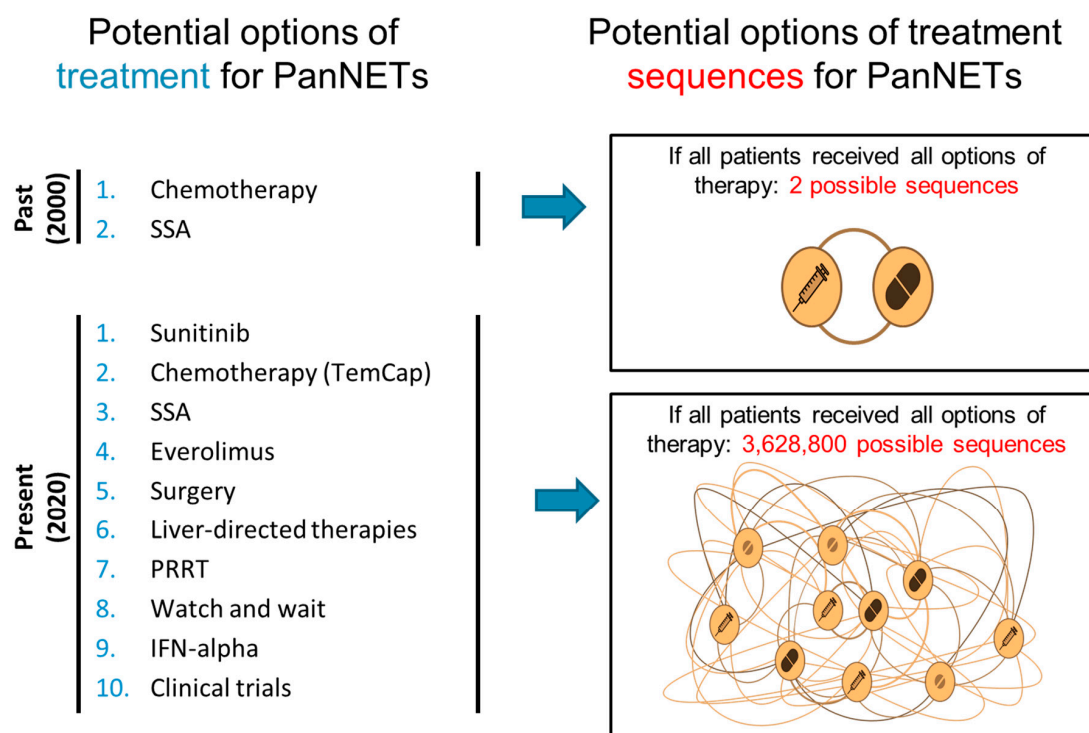 Potential options of
treatment for PanNETs
Potential options of treatment
sequences for PanNETs
Past
(2000)
1. Chemotherapy
2. SSA
If all patients received all options of
therapy: 2 possible sequences
Present
(2020)
1. Sunitinib
2. Chemotherapy (TemCap)
3. SSA
4. Everolimus
5. Surgery
6. Liver-directed therapies
7. PRRT
8. Watch and wait
9. IFN-alpha
10. Clinical trials
If all patients received all options of
therapy: 3,628,800 possible sequences